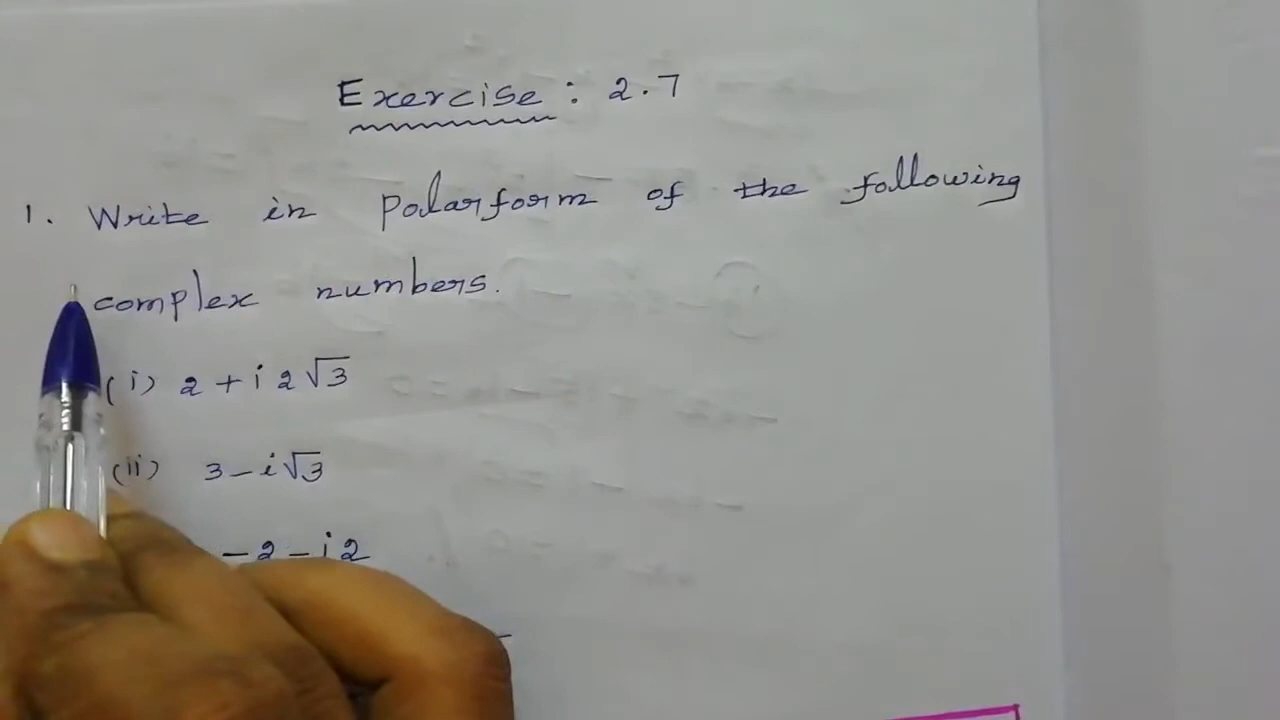 Exercise : 2.7
1. Write in polarform of the following
complex numbers.
(i) 2 + i 2√3
(ii) 3 - i√3
- 2 - i 2